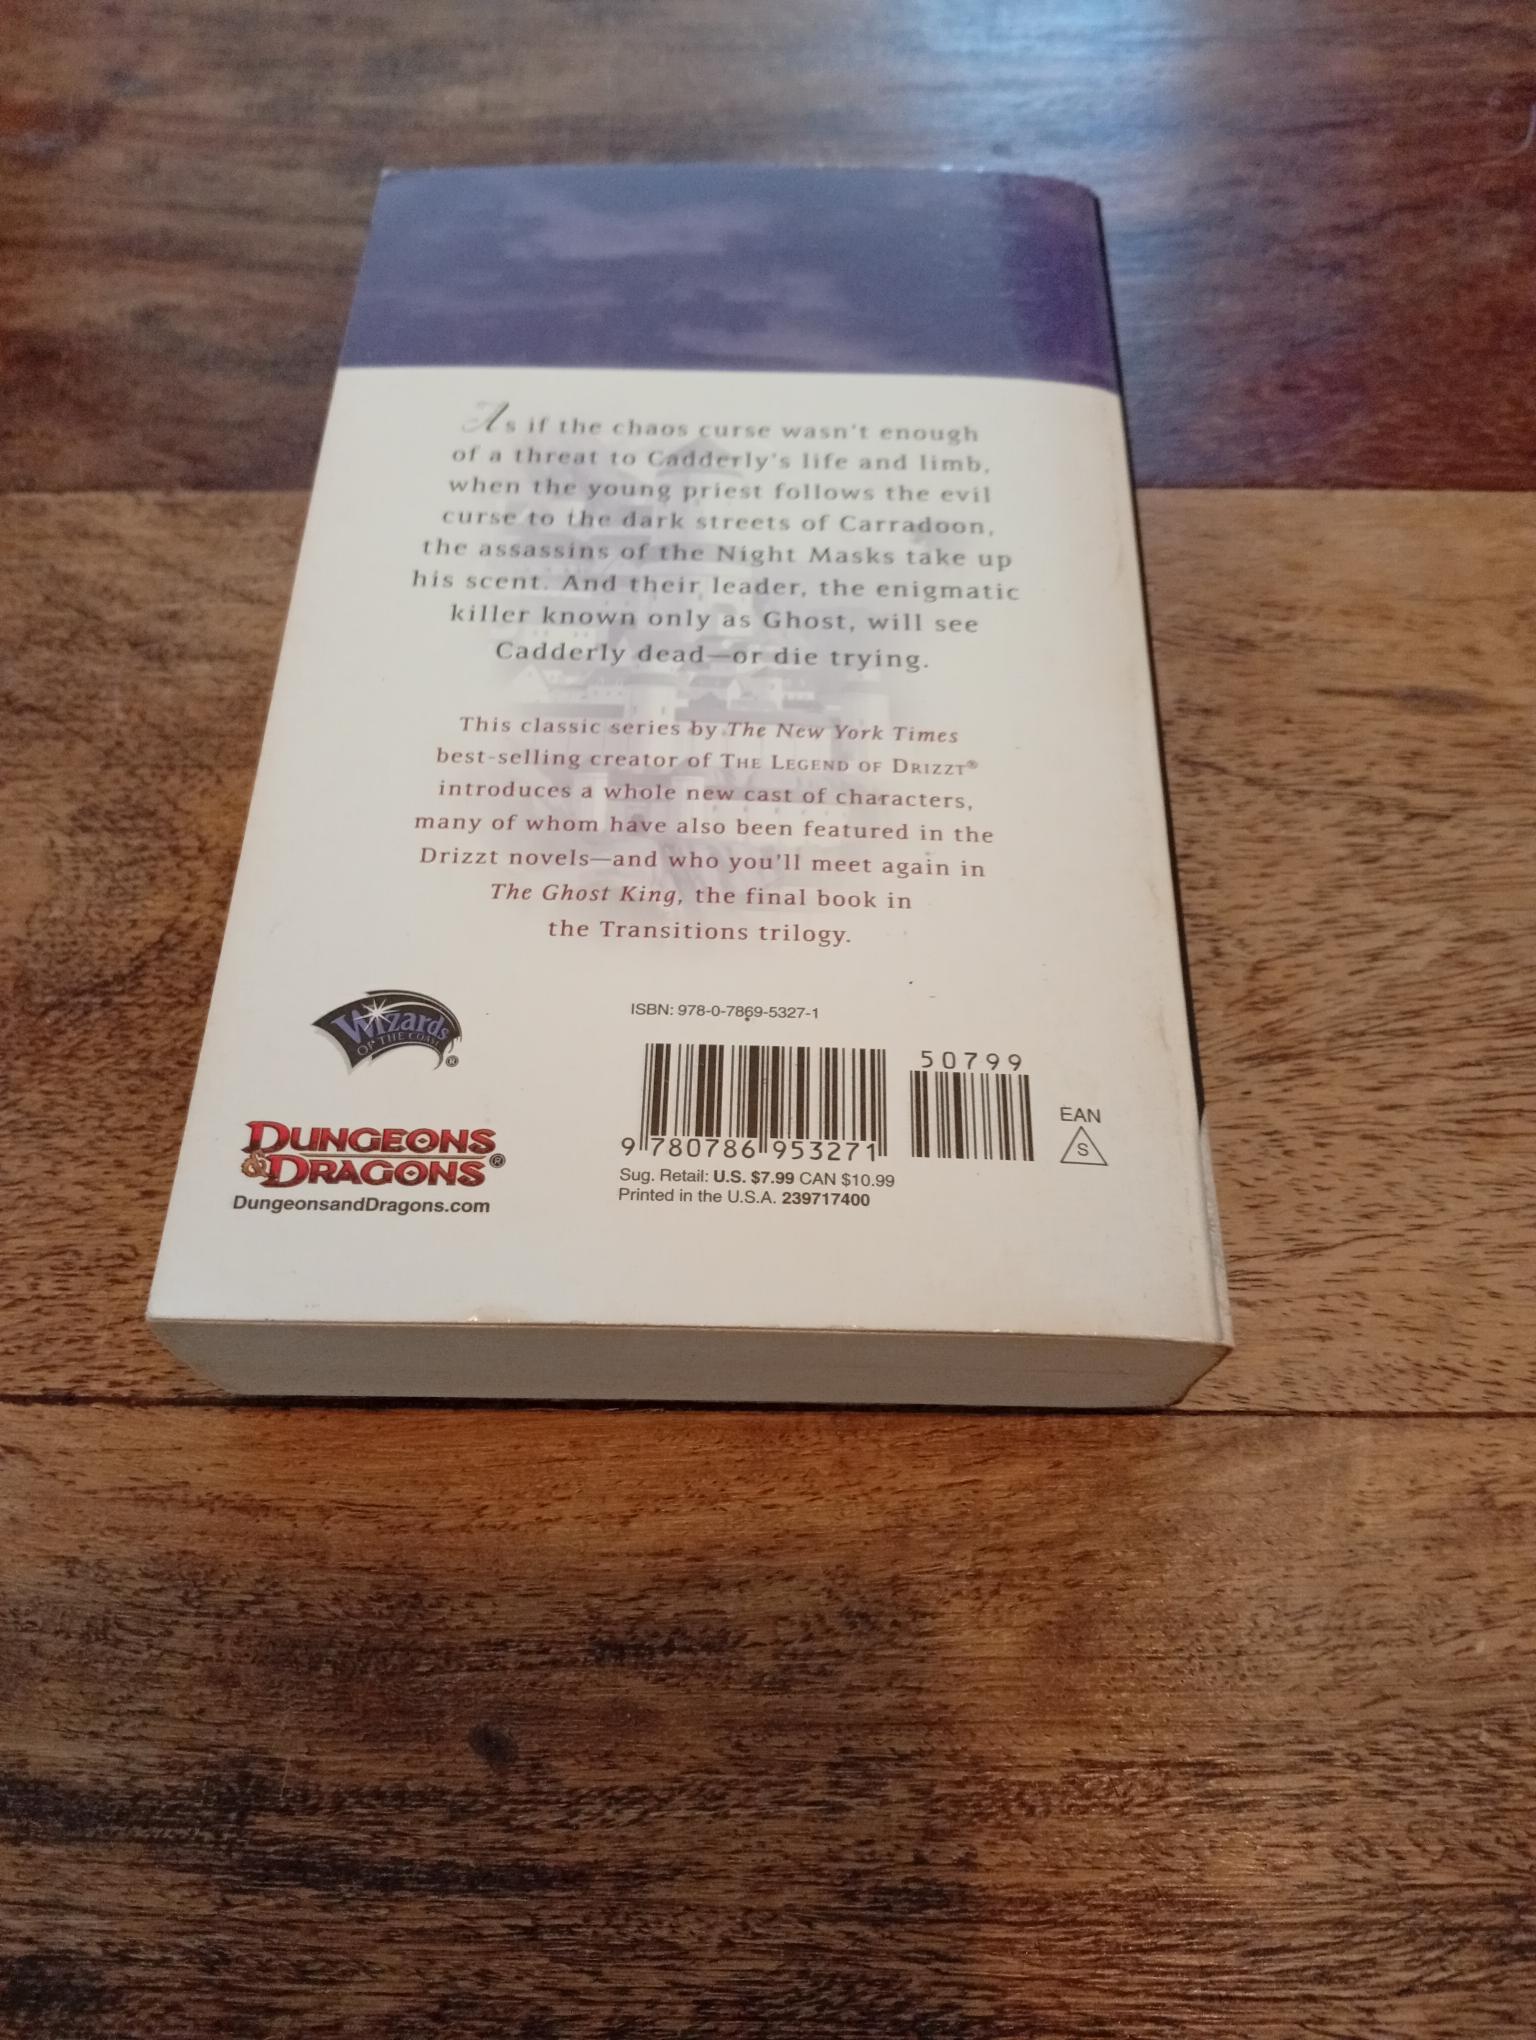 As if the chaos curse wasn't enough
of a threat to Cadderly's life and limb,
when the young priest follows the evil
curse to the dark streets of Carradoon,
the assassins of the Night Masks take up
his scent. And their leader, the enigmatic
killer known only as Ghost, will see
Cadderly dead—or die trying.
This classic series by The New York Times
best-selling creator of THE LEGEND OF DRIZZT®
introduces a whole new cast of characters,
many of whom have also been featured in the
Drizzt novels—and who you'll meet again in
The Ghost King, the final book in
the Transitions trilogy.
Wizards
OF THE COAST
®
DUNGEONS
& DRAGONS®
DungeonsandDragons.com
ISBN: 978-0-7869-5327-1
50799
9 780786 953271
EAN
S
Sug. Retail: U.S. $7.99 CAN $10.99
Printed in the U.S.A. 239717400